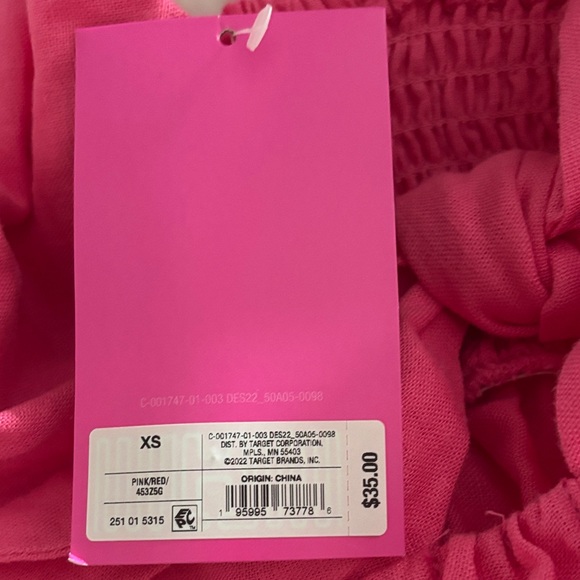 C-001747-01-003 DES22_50A05-0098
XS
PINK/RED/
453Z5G
251 01 5315
C-001747-01-003 DES22_50A05-0098
DIST. BY TARGET CORPORATION,
MPLS., MN 55403
©2022 TARGET BRANDS, INC.
ORIGIN: CHINA
1 95995 73778 6
$35.00